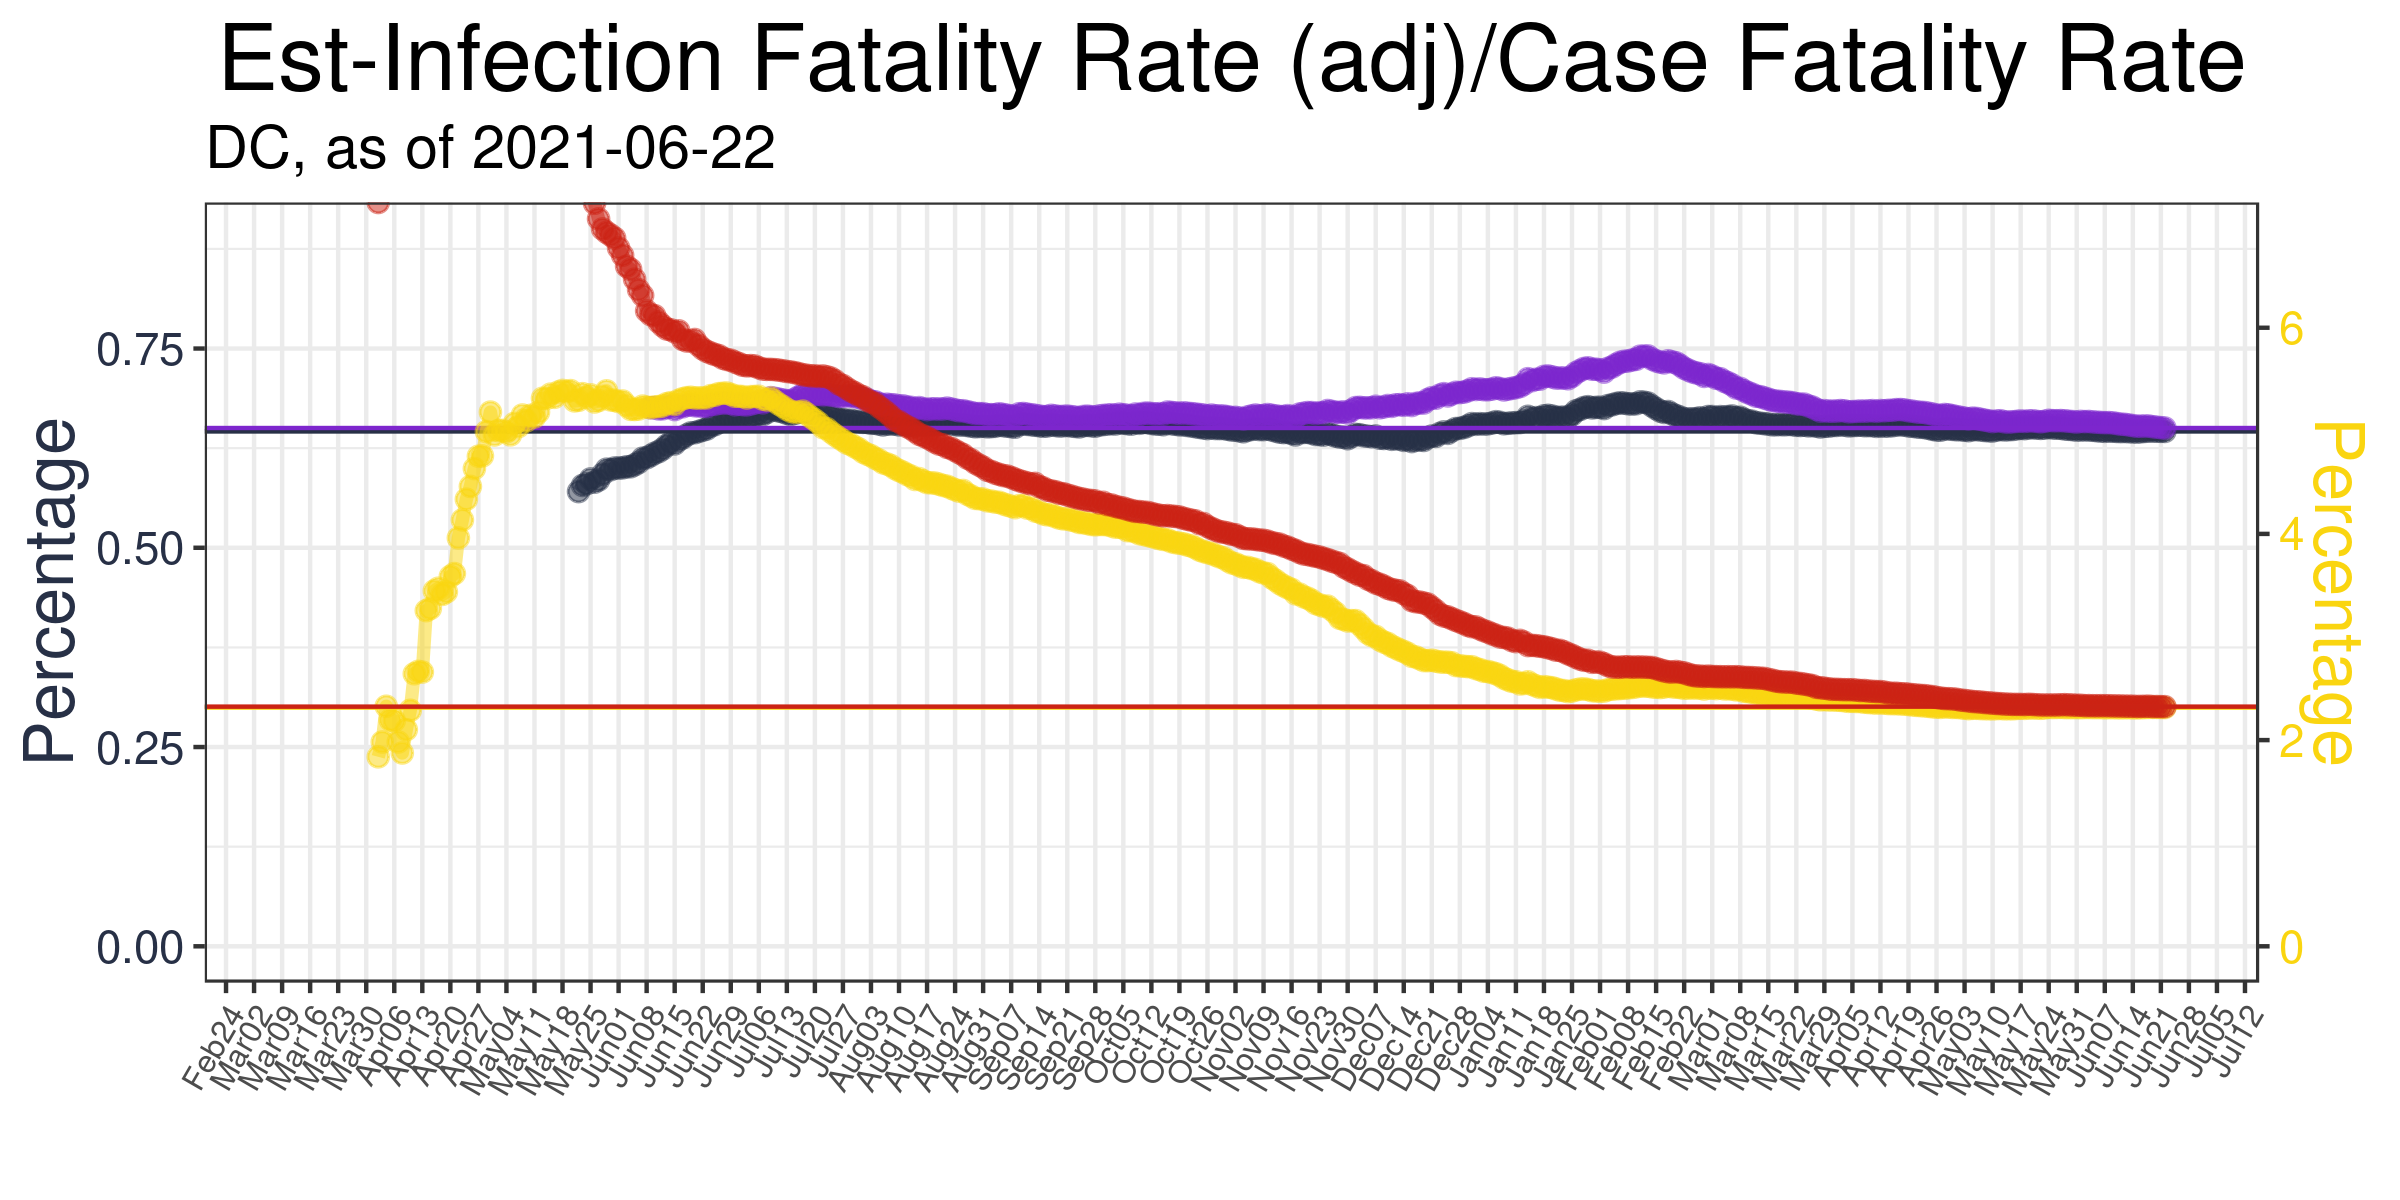 Est-Infection Fatality Rate (adj)/Case Fatality Rate
DC, as of 2021-06-22
Percentage
0.75
0.50
0.25
0.00
6
4
2
0
Percentage
Feb24
Mar02
Mar09
Mar16
Mar23
Mar30
Apr06
Apr13
Apr20
Apr27
May04
May11
May18
May25
Jun01
Jun08
Jun15
Jun22
Jun29
Jul06
Jul13
Jul20
Jul27
Aug03
Aug10
Aug17
Aug24
Aug31
Sep07
Sep14
Sep21
Sep28
Oct05
Oct12
Oct19
Oct26
Nov02
Nov09
Nov16
Nov23
Nov30
Dec07
Dec14
Dec21
Dec28
Jan04
Jan11
Jan18
Jan25
Feb01
Feb08
Feb15
Feb22
Mar01
Mar08
Mar15
Mar22
Mar29
Apr05
Apr12
Apr19
Apr26
May03
May10
May17
May24
May31
Jun07
Jun14
Jun21
Jun28
Jul05
Jul12